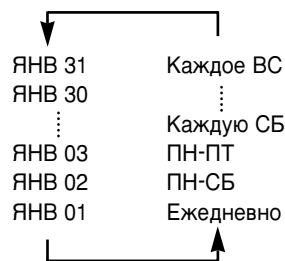 ЯНВ 31 Каждое ВС
ЯНВ 30
Каждую СБ
ЯНВ 03 ПН-ПТ
ЯНВ 02 ПН-СБ
ЯНВ 01 Ежедневно